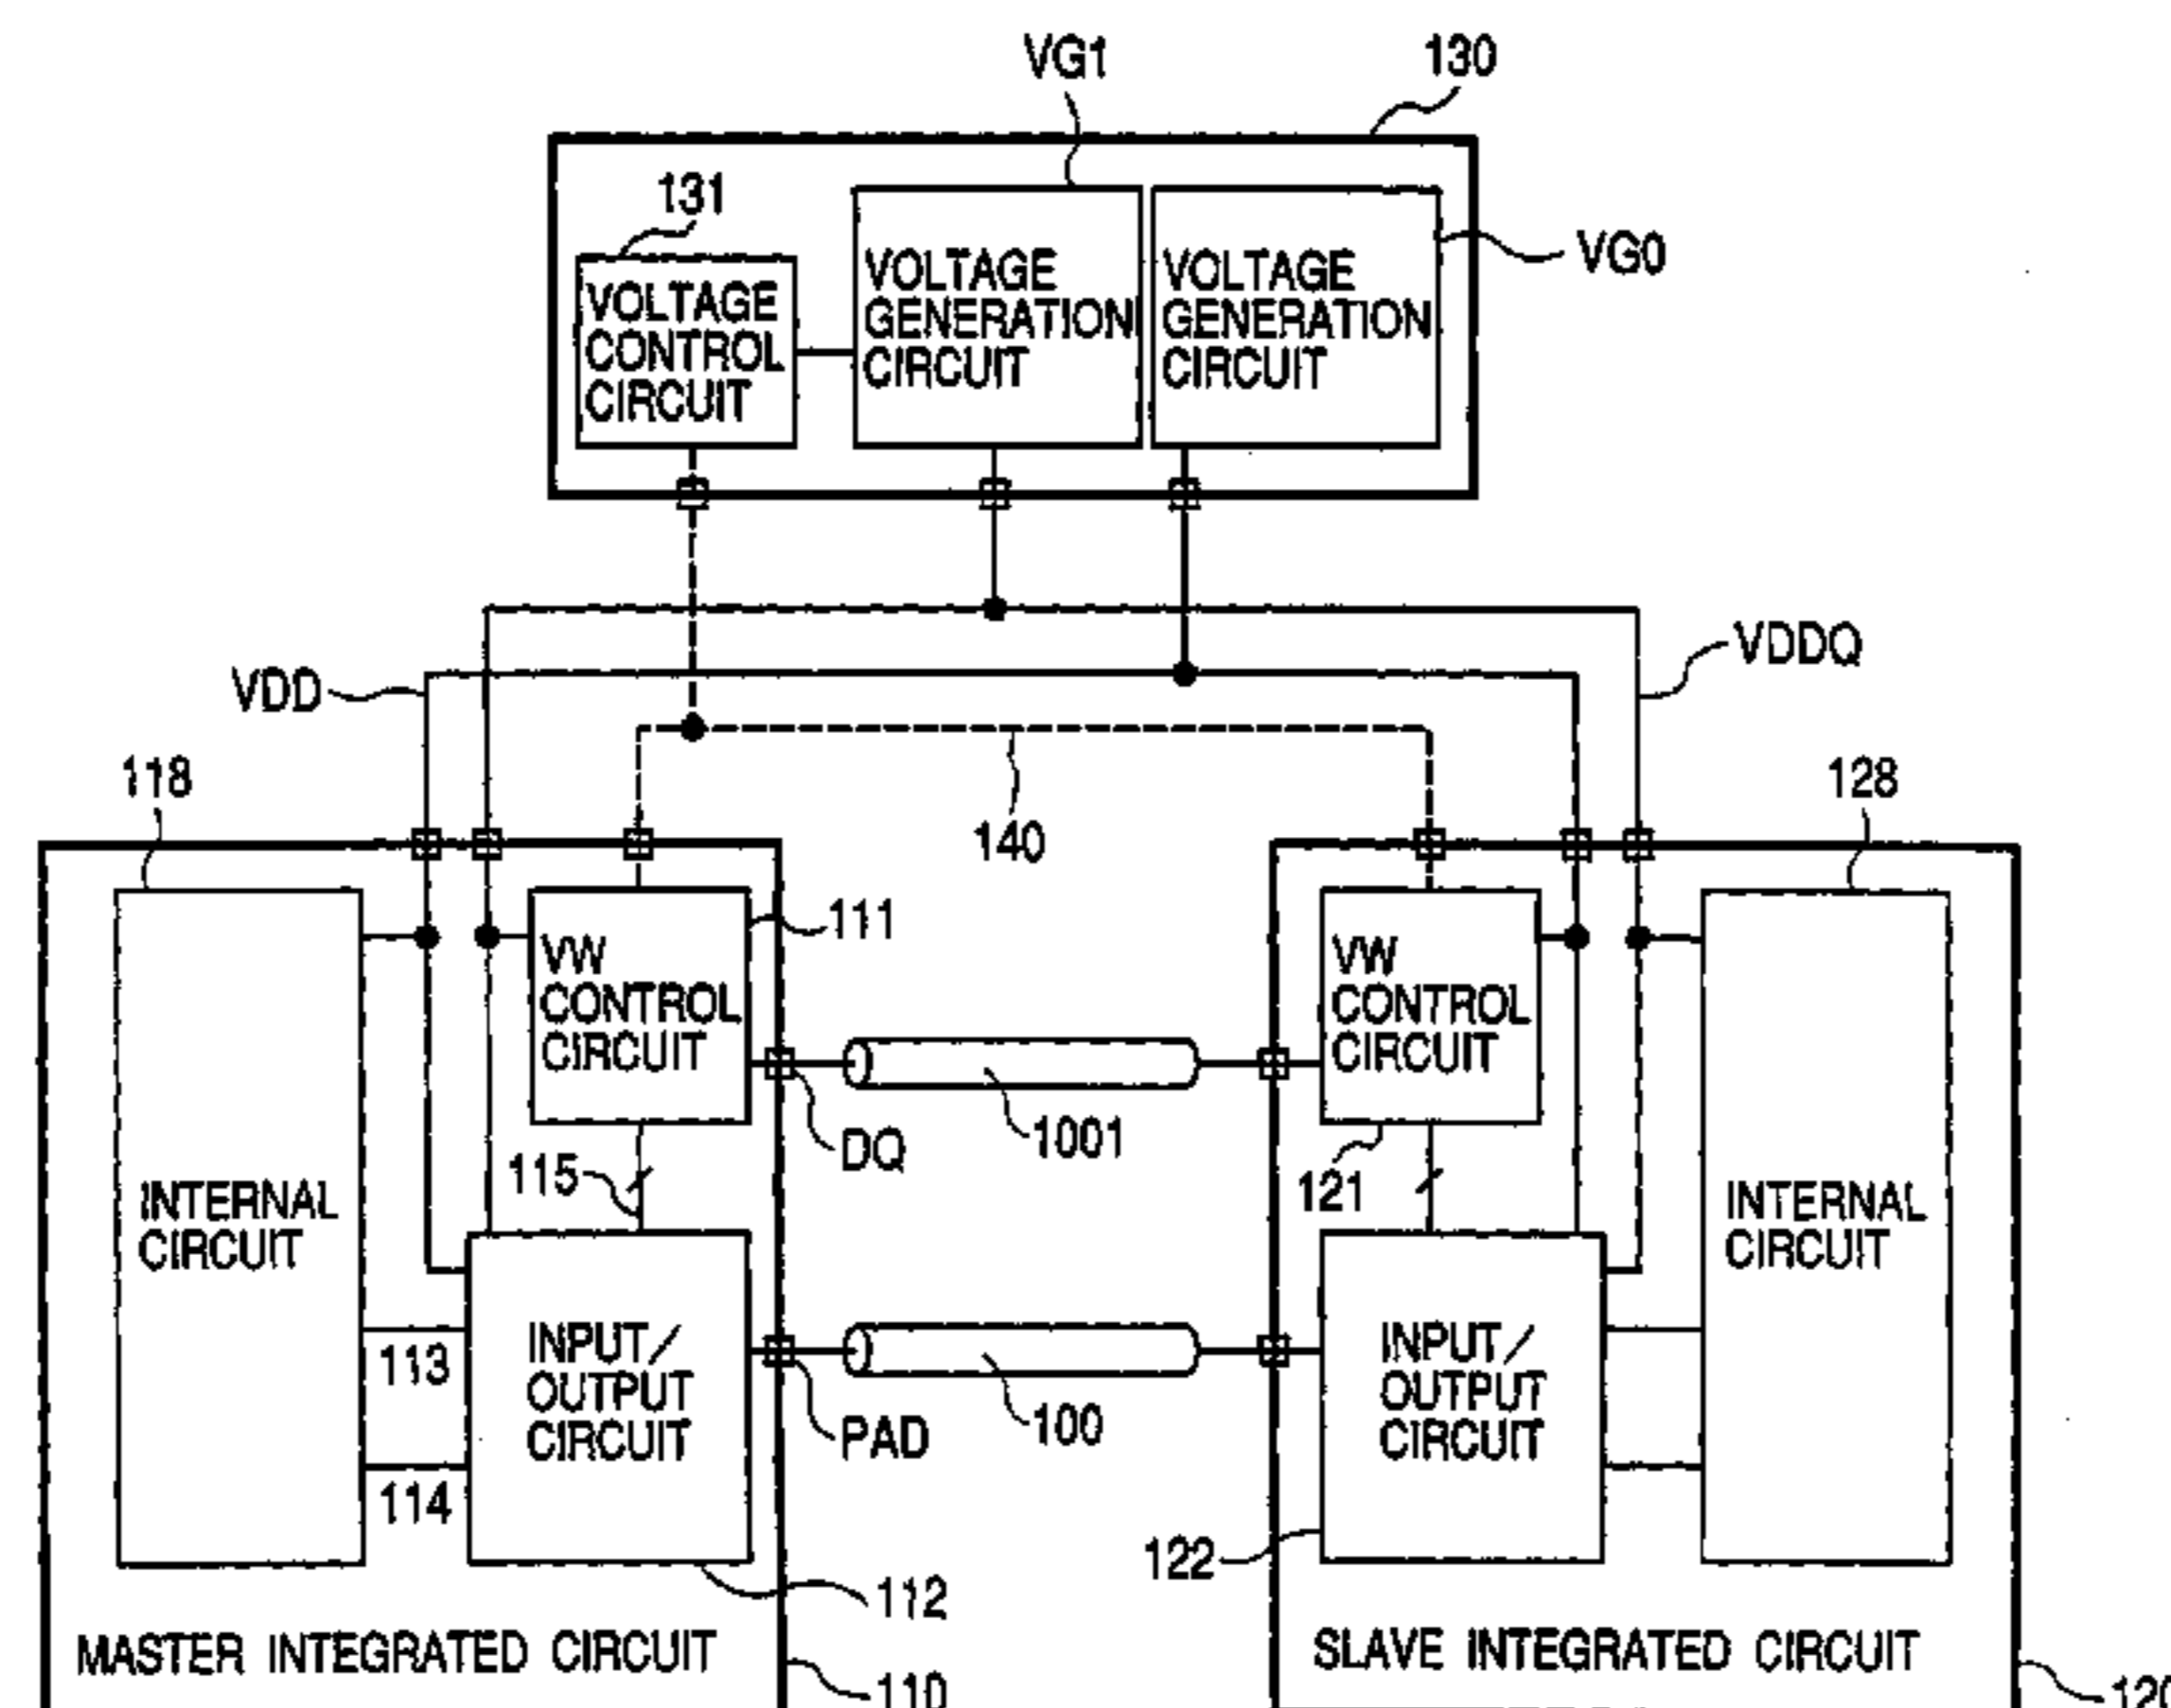 VG1
130
131
VOLTAGE
CONTROL
CIRCUIT
VOLTAGE
GENERATION
CIRCUIT
VOLTAGE
GENERATION
CIRCUIT
VG0
VDD
VDDQ
118
140
128
111
VW
CONTROL
CIRCUIT
VW
CONTROL
CIRCUIT
DQ
1001
115
121
INTERNAL
CIRCUIT
INTERNAL
CIRCUIT
113
INPUT/
OUTPUT
CIRCUIT
INPUT/
OUTPUT
CIRCUIT
PAD
100
114
122
112
MASTER INTEGRATED CIRCUIT
SLAVE INTEGRATED CIRCUIT
110
120